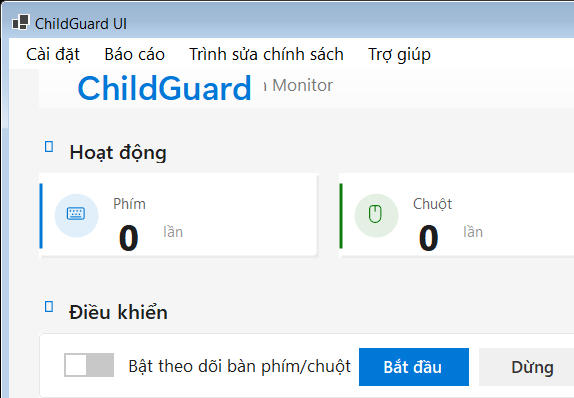 ChildGuard UI
Cài đặt Báo cáo Trình sửa chính sách Trợ giúp
ChildGuard Monitor
Hoạt động
Phím Chuột
0 lần 0 lần
Điều khiển
Bật theo dõi bàn phím/chuột Bắt đầu Dừng